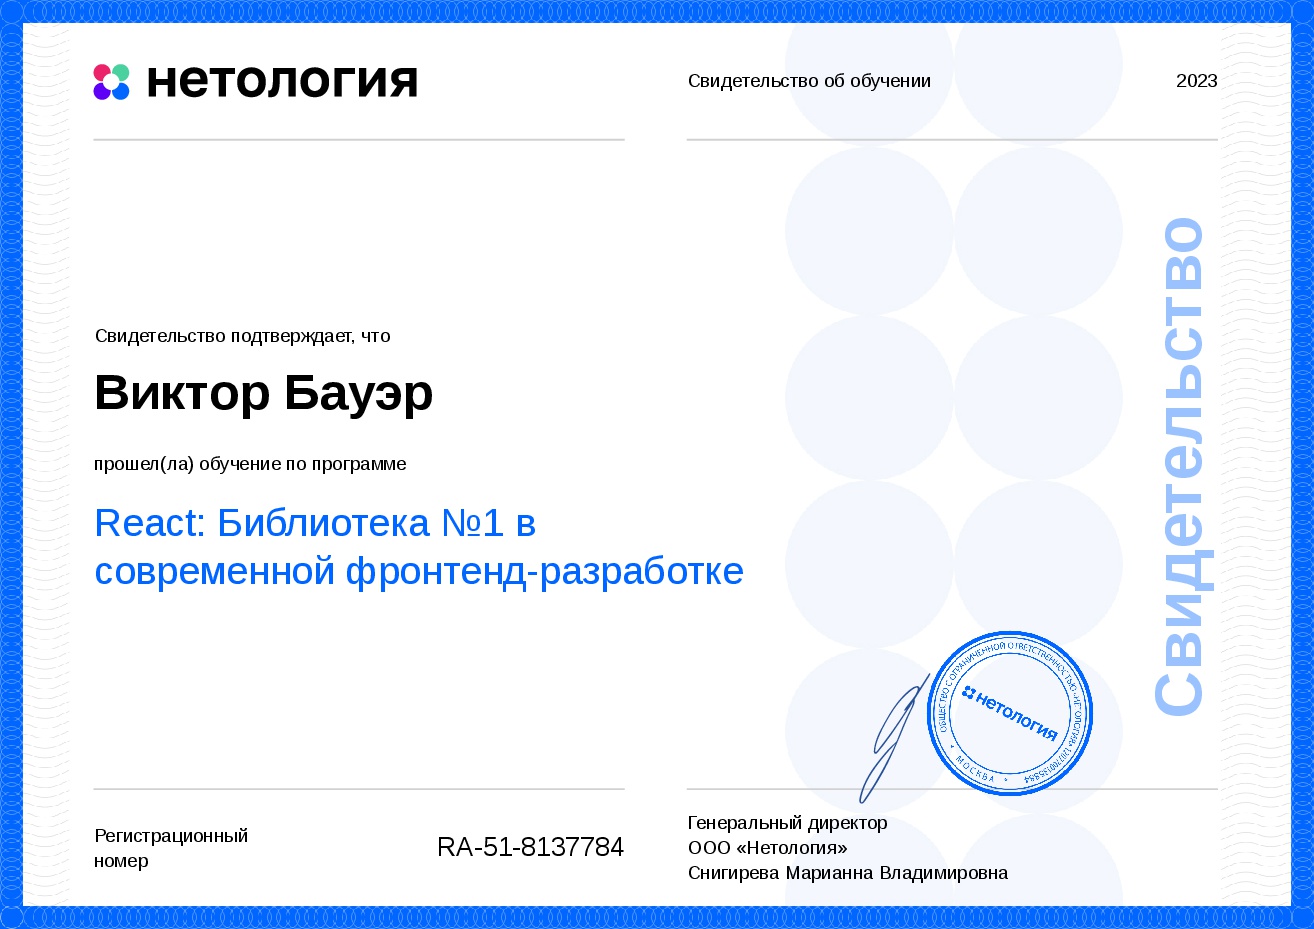 нетология
Свидетельство об обучении
2023
Свидетельство подтверждает, что
Виктор Бауэр
прошел(ла) обучение по программе
React: Библиотека №1 в
современной фронтенд-разработке
Свидетельство
ОБЩЕСТВО С ОГРАНИЧЕННОЙ ОТВЕТСТВЕННОСТЬЮ
нетология
МОСКВА
Регистрационный
номер
RA-51-8137784
Генеральный директор
ООО «Нетология»
Снигирева Марианна Владимировна